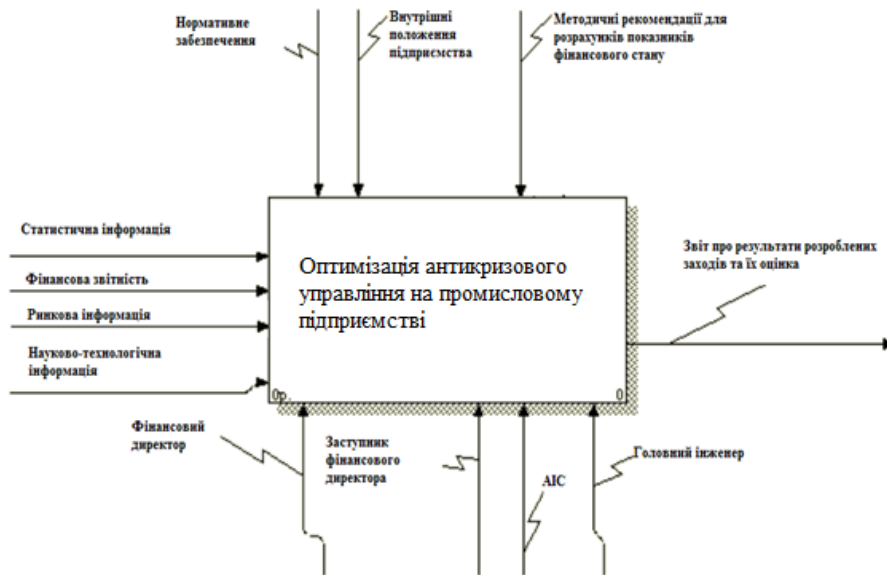 Нормативне
забезпечення
Внутрішні
положення
підприємства
Методичні рекомендації для
розрахунків показників
фінансового стану
Статистична інформація
Фінансова звітність
Ринкова інформація
Науково-технологічна
інформація
Оптимізація антикризового
управління на промисловому
підприємстві
0р.
0
Звіт про результати розроблених
заходів та їх оцінка
Фінансовий
директор
Заступник
фінансового
директора
АІС
Головний інженер